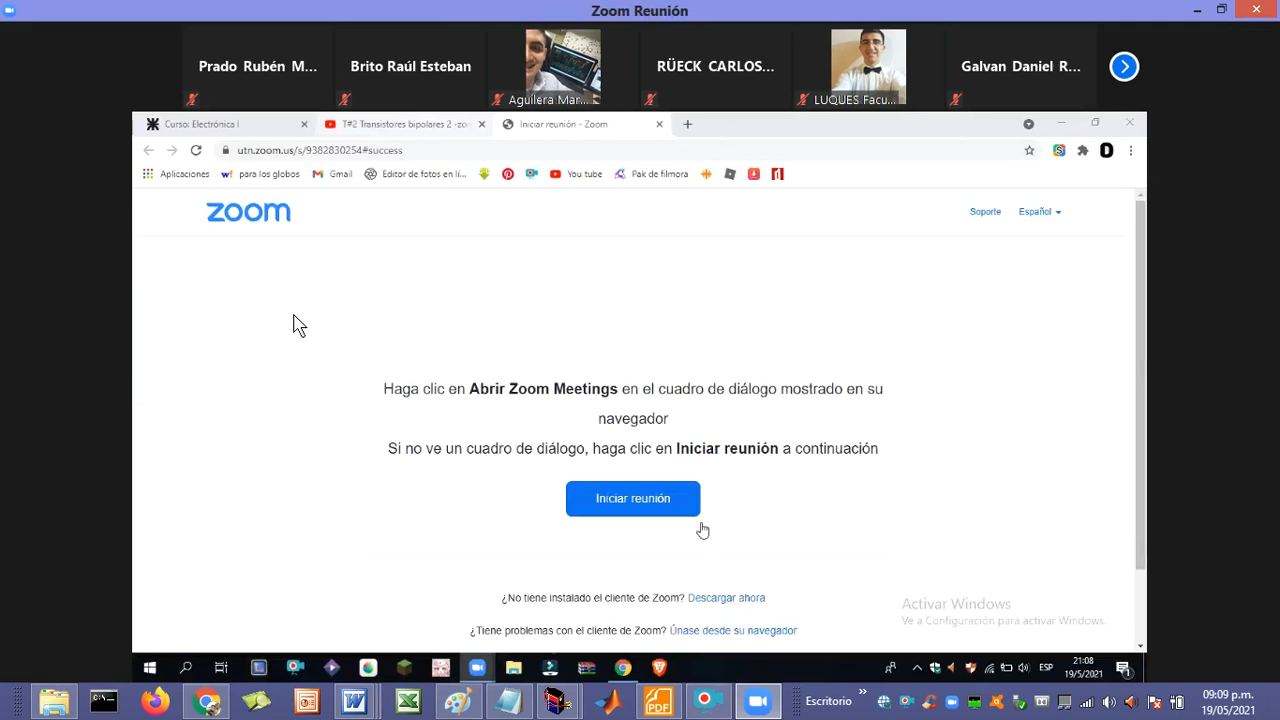 Zoom Reunión
Prado Rubén M...
Brito Raúl Esteban
Aguilera Mar...
RÜECK CARLOS...
LUQUES Facu...
Galvan Daniel R...
Curso: Electrónica I
T#2 Transistores bipolares 2 -zoo
Iniciar reunión - Zoom
utn.zoom.us/s/9382830254#success
Aplicaciones
para los globos
Gmail
Editor de fotos en lí...
You tube
Pak de filmora
zoom
Soporte
Español
Haga clic en Abrir Zoom Meetings en el cuadro de diálogo mostrado en su
navegador
Si no ve un cuadro de diálogo, haga clic en Iniciar reunión a continuación
Iniciar reunión
¿No tiene instalado el cliente de Zoom? Descargar ahora
¿Tiene problemas con el cliente de Zoom? Únase desde su navegador
Activar Windows
Ve a Configuración para activar Windows.
ESP
21:08
19/5/2021
Escritorio
09:09 p.m.
19/05/2021